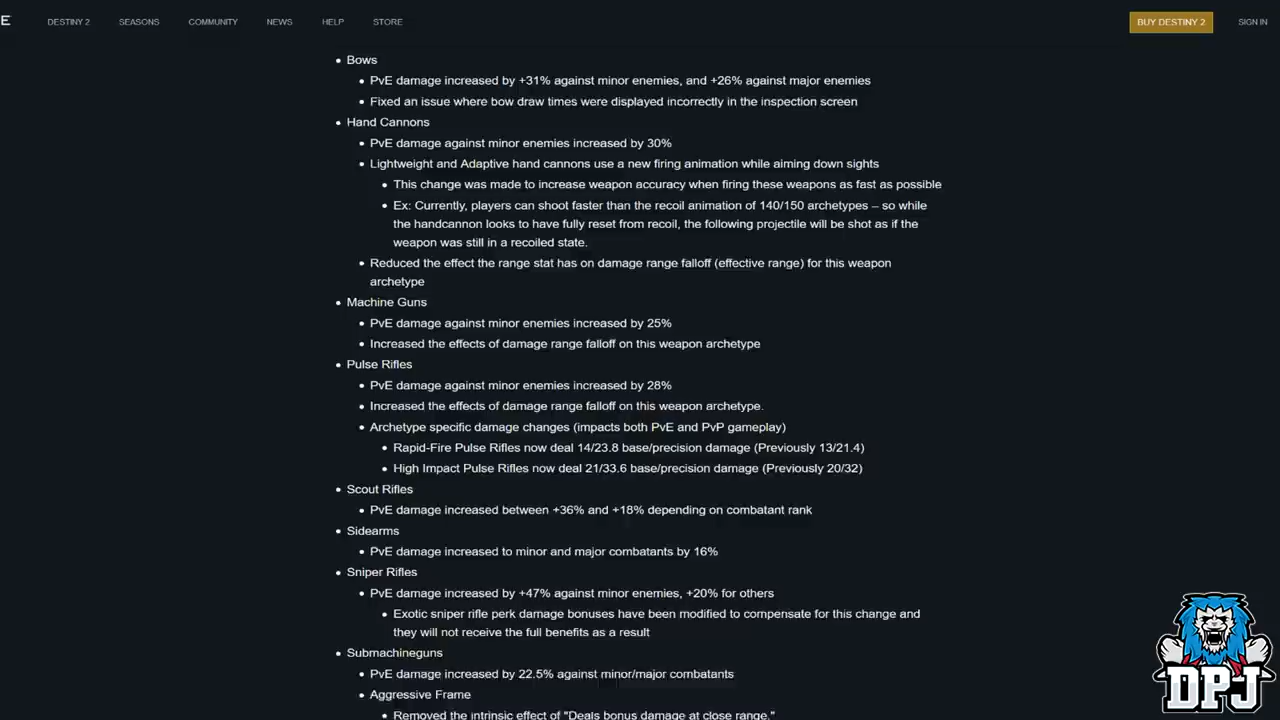 E
DESTINY 2 SEASONS COMMUNITY NEWS HELP STORE BUY DESTINY 2 SIGN IN
• Bows
• PvE damage increased by +31% against minor enemies, and +26% against major enemies
• Fixed an issue where bow draw times were displayed incorrectly in the inspection screen
• Hand Cannons
• PvE damage against minor enemies increased by 30%
• Lightweight and Adaptive hand cannons use a new firing animation while aiming down sights
• This change was made to increase weapon accuracy when firing these weapons as fast as possible
• Ex: Currently, players can shoot faster than the recoil animation of 140/150 archetypes – so while
the handcannon looks to have fully reset from recoil, the following projectile will be shot as if the
weapon was still in a recoiled state.
• Reduced the effect the range stat has on damage range falloff (effective range) for this weapon
archetype
• Machine Guns
• PvE damage against minor enemies increased by 25%
• Increased the effects of damage range falloff on this weapon archetype
• Pulse Rifles
• PvE damage against minor enemies increased by 28%
• Increased the effects of damage range falloff on this weapon archetype.
• Archetype specific damage changes (impacts both PvE and PvP gameplay)
• Rapid-Fire Pulse Rifles now deal 14/23.8 base/precision damage (Previously 13/21.4)
• High Impact Pulse Rifles now deal 21/33.6 base/precision damage (Previously 20/32)
• Scout Rifles
• PvE damage increased between +36% and +18% depending on combatant rank
• Sidearms
• PvE damage increased to minor and major combatants by 16%
• Sniper Rifles
• PvE damage increased by +47% against minor enemies, +20% for others
• Exotic sniper rifle perk damage bonuses have been modified to compensate for this change and
they will not receive the full benefits as a result
• Submachineguns
• PvE damage increased by 22.5% against minor/major combatants
• Aggressive Frame
• Removed the intrinsic effect of "Deals bonus damage at close range."
DPJ